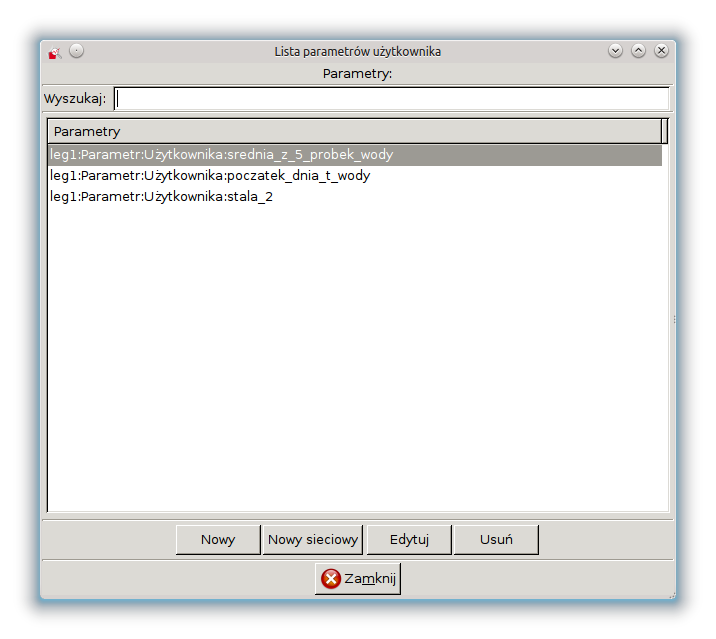 Lista parametrów użytkownika
Parametry:
Wyszukaj:
Parametry
leg1:Parametr:Użytkownika:srednia_z_5_probek_wody
leg1:Parametr:Użytkownika:poczatek_dnia_t_wody
leg1:Parametr:Użytkownika:stala_2
Nowy Nowy sieciowy Edytuj Usuń
Zamknij